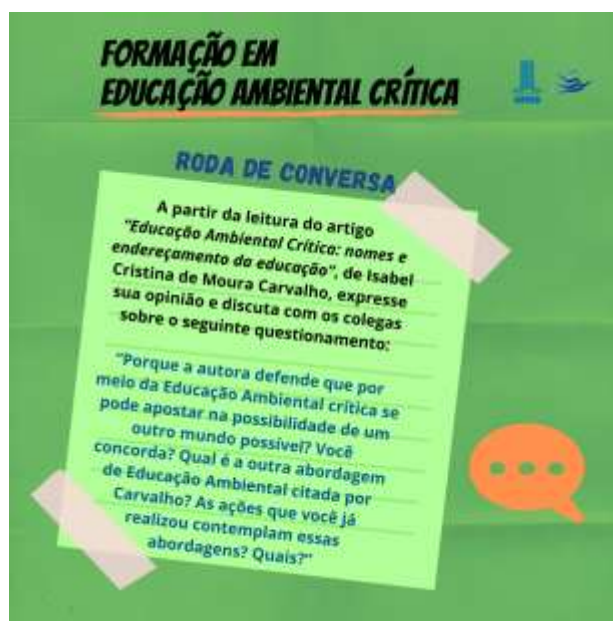 FORMAÇÃO EM
EDUCAÇÃO AMBIENTAL CRÍTICA
RODA DE CONVERSA
A partir da leitura do artigo
"Educação Ambiental Crítica: nomes e
endereçamento da educação", de Isabel
Cristina de Moura Carvalho, expresse
sua opinião e discuta com os colegas
sobre o seguinte questionamento:
"Porque a autora defende que por
meio da Educação Ambiental crítica se
pode apostar na possibilidade de um
outro mundo possível? Você
concorda? Qual é a outra abordagem
de Educação Ambiental citada por
Carvalho? As ações que você já
realizou contemplam essas
abordagens? Quais?"